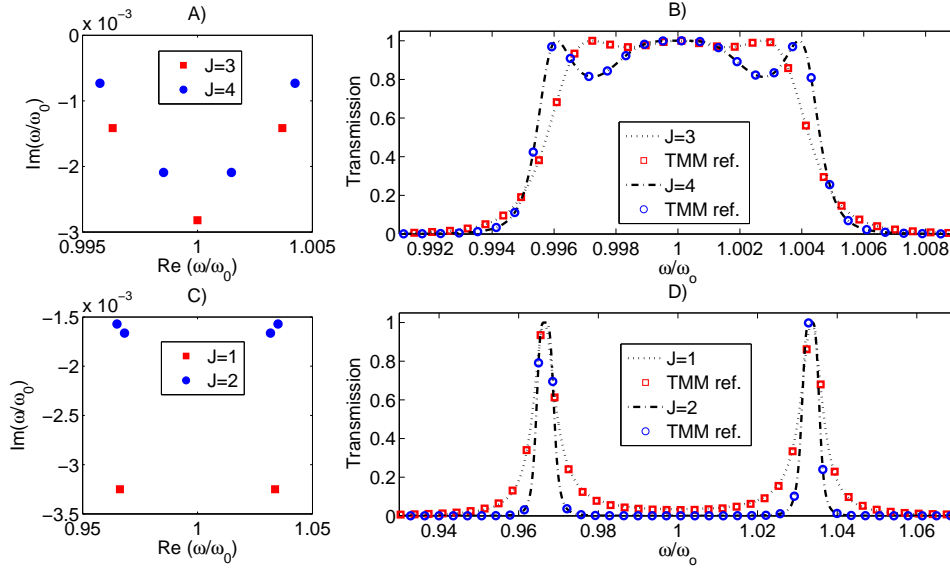 A)
x 10⁻³
0
−1
−2
−3
0.995 1 1.005
Im(ω/ω₀)
Re (ω/ω₀)
J=3
J=4
B)
1
0.8
0.6
0.4
0.2
0
0.992 0.994 0.996 0.998 1 1.002 1.004 1.006 1.008
Transmission
ω/ωₒ
J=3
TMM ref.
J=4
TMM ref.
C)
x 10⁻³
−1.5
−2
−2.5
−3
−3.5
0.95 1 1.05
Im(ω/ω₀)
Re (ω/ω₀)
J=1
J=2
D)
1
0.8
0.6
0.4
0.2
0
0.94 0.96 0.98 1 1.02 1.04 1.06
Transmission
ω/ωₒ
J=1
TMM ref.
J=2
TMM ref.